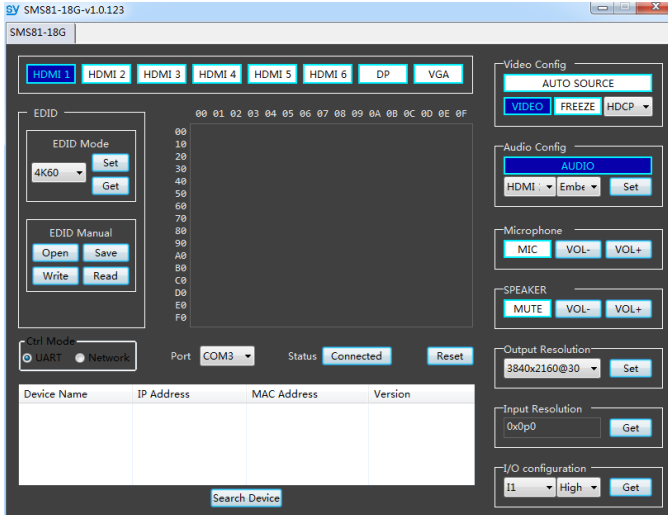 SY SMS81-18G-v1.0.123
SMS81-18G
HDMI 1 HDMI 2 HDMI 3 HDMI 4 HDMI 5 HDMI 6 DP VGA
EDID
00 01 02 03 04 05 06 07 08 09 0A 0B 0C 0D 0E 0F
00
10
20
30
40
50
60
70
80
90
A0
B0
C0
D0
E0
F0
EDID Mode
4K60 Set
Get
EDID Manual
Open Save
Write Read
Ctrl Mode
UART Network
Port COM3 Status Connected Reset
Device Name IP Address MAC Address Version
Search Device
Video Config
AUTO SOURCE
VIDEO FREEZE HDCP
Audio Config
AUDIO
HDMI Embe Set
Microphone
MIC VOL- VOL+
SPEAKER
MUTE VOL- VOL+
Output Resolution
3840x2160@30 Set
Input Resolution
0x0p0 Get
I/O configuration
I1 High Get